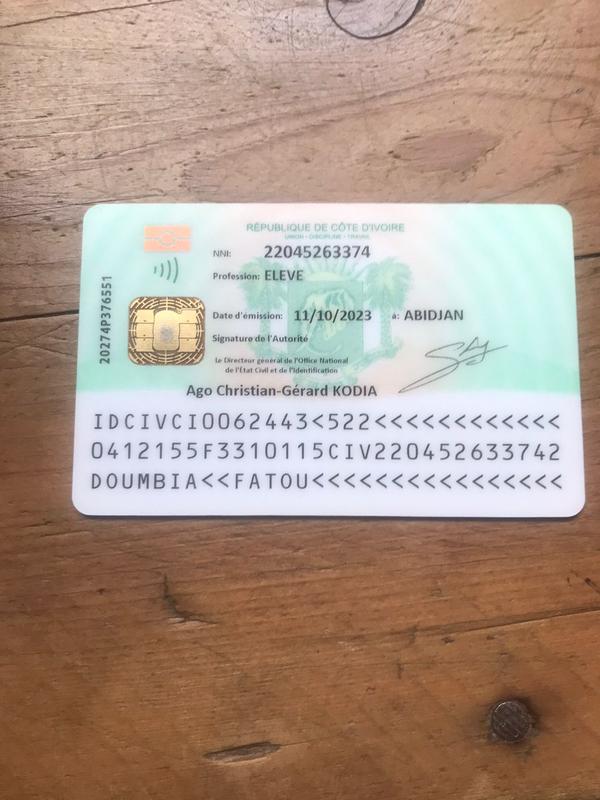 RÉPUBLIQUE DE CÔTE D'IVOIRE
UNION - DISCIPLINE - TRAVAIL
NNI: 22045263374
Profession: ELEVE
Date d'émission: 11/10/2023 à: ABIDJAN
Signature de l'Autorité
Le Directeur général de l'Office National
de l'État Civil et de l'Identification
Ago Christian-Gérard KODIA
20274P376551
IDCIVCI0062443<522<<<<<<<<<<<<
0412155F3310115CIV220452633742
DOUMBIA<<FATOU<<<<<<<<<<<<<<<<